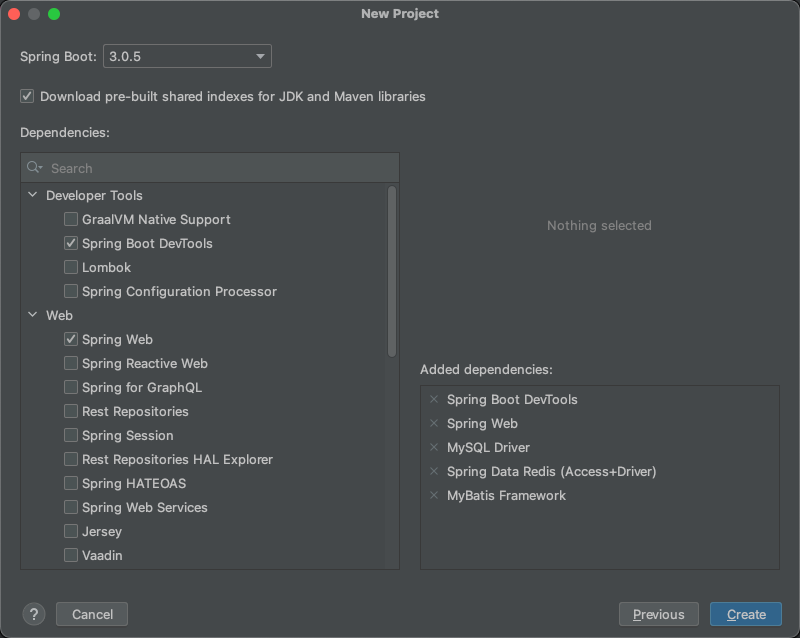 New Project
Spring Boot: 3.0.5
Download pre-built shared indexes for JDK and Maven libraries
Dependencies:
Search
Developer Tools
GraalVM Native Support
Spring Boot DevTools
Lombok
Spring Configuration Processor
Web
Spring Web
Spring Reactive Web
Spring for GraphQL
Rest Repositories
Spring Session
Rest Repositories HAL Explorer
Spring HATEOAS
Spring Web Services
Jersey
Vaadin
Nothing selected
Added dependencies:
Spring Boot DevTools
Spring Web
MySQL Driver
Spring Data Redis (Access+Driver)
MyBatis Framework
? Cancel Previous Create